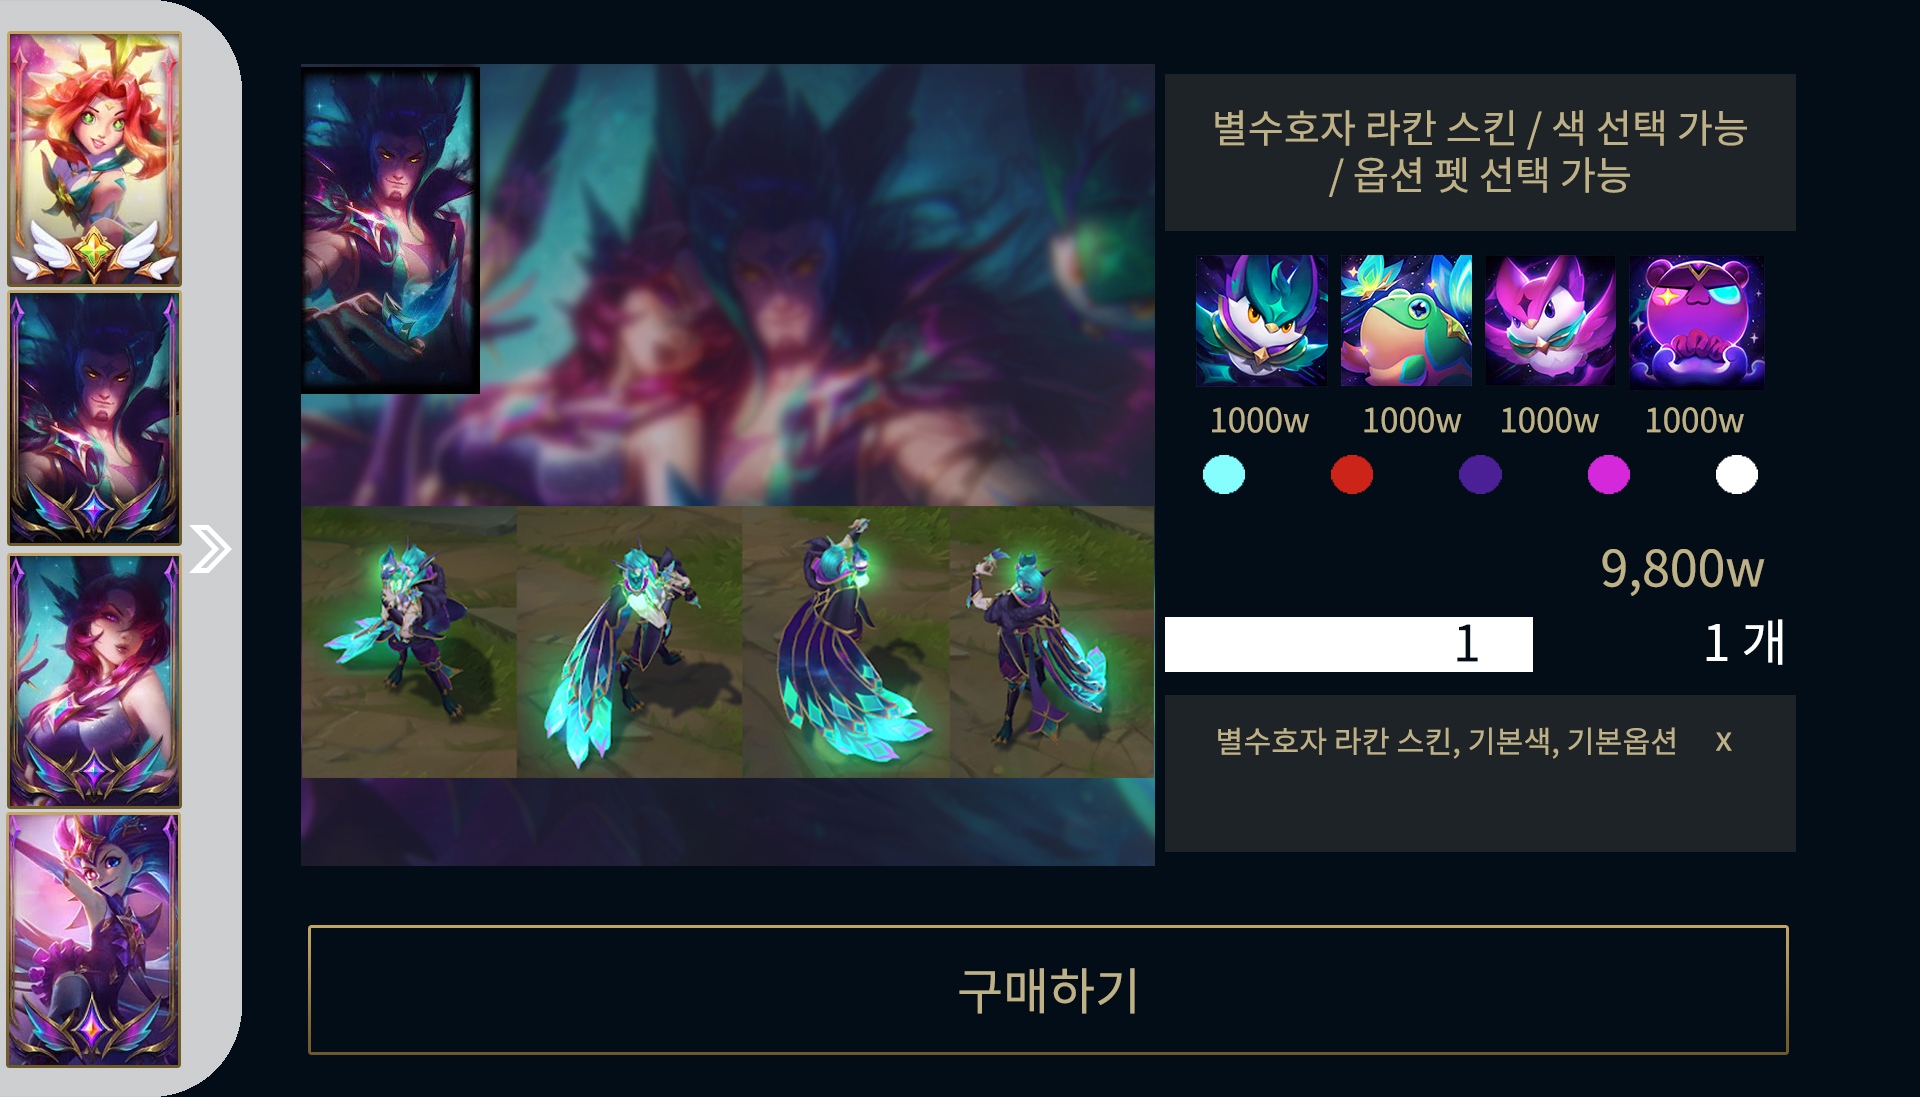 별수호자 라칸 스킨 / 색 선택 가능
/ 옵션 펫 선택 가능
1000w 1000w 1000w 1000w
9,800w
1 1 개
별수호자 라칸 스킨, 기본색, 기본옵션 x
구매하기